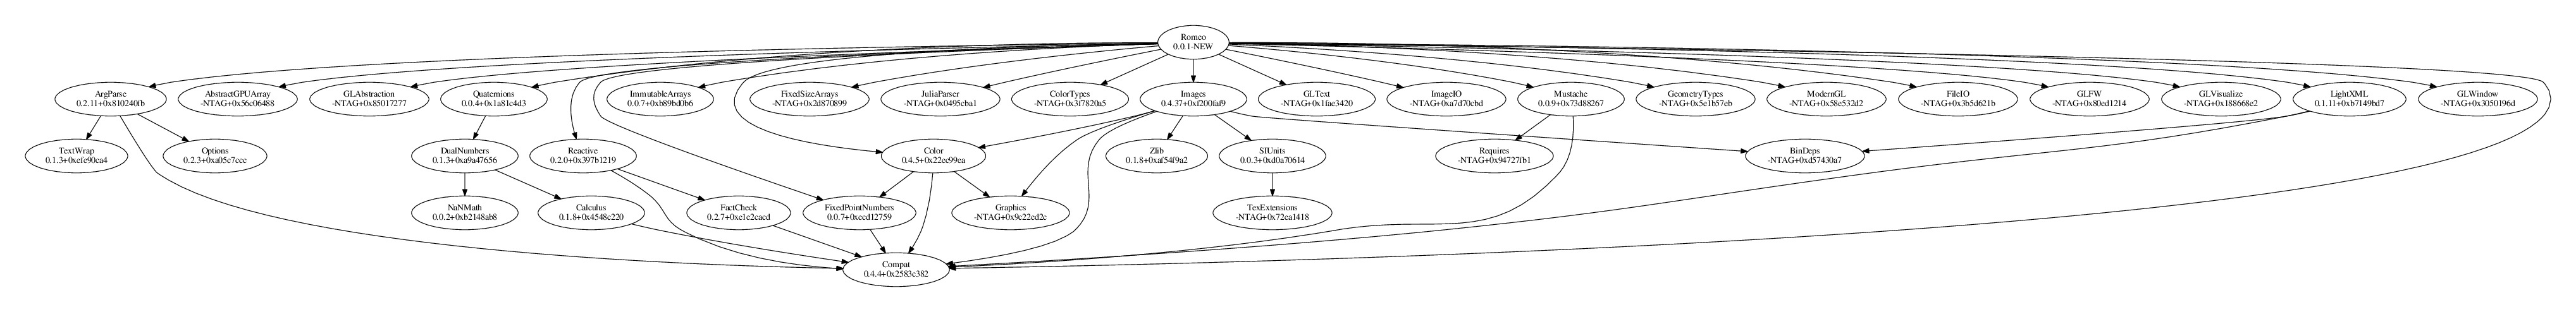 Romeo
0.0.1-NEW
ArgParse
0.2.11+0x810240fb
AbstractGPUArray
-NTAG+0x56c06488
GLAbstraction
-NTAG+0x85017277
Quaternions
0.0.4+0x1a81c4d3
ImmutableArrays
0.0.7+0xb89bd0b6
FixedSizeArrays
-NTAG+0x2d870899
JuliaParser
-NTAG+0x0495cba1
ColorTypes
-NTAG+0x3f7820a5
Images
0.4.37+0xf200faf9
GLText
-NTAG+0x1fae3420
ImageIO
-NTAG+0xa7d70cbd
Mustache
0.0.9+0x73d88267
GeometryTypes
-NTAG+0x5e1b57eb
ModernGL
-NTAG+0x58e532d2
FileIO
-NTAG+0x3b5d621b
GLFW
-NTAG+0x80ed1214
GLVisualize
-NTAG+0x188668e2
LightXML
0.1.11+0xb7149bd7
GLWindow
-NTAG+0x3050196d
TextWrap
0.1.3+0xefe90ca4
Options
0.2.3+0xa05c7ccc
DualNumbers
0.1.3+0xa9a47656
Reactive
0.2.0+0x397b1219
Color
0.4.5+0x22ec99ea
Zlib
0.1.8+0xaf54f9a2
SIUnits
0.0.3+0xd0a70614
Requires
-NTAG+0x94727fb1
BinDeps
-NTAG+0xd57430a7
NaNMath
0.0.2+0xb2148ab8
Calculus
0.1.8+0x4548c220
FactCheck
0.2.7+0xc1c2cacd
FixedPointNumbers
0.0.7+0xccd12759
Graphics
-NTAG+0x9c22ed2c
TexExtensions
-NTAG+0x72ea1418
Compat
0.4.4+0x2583c382